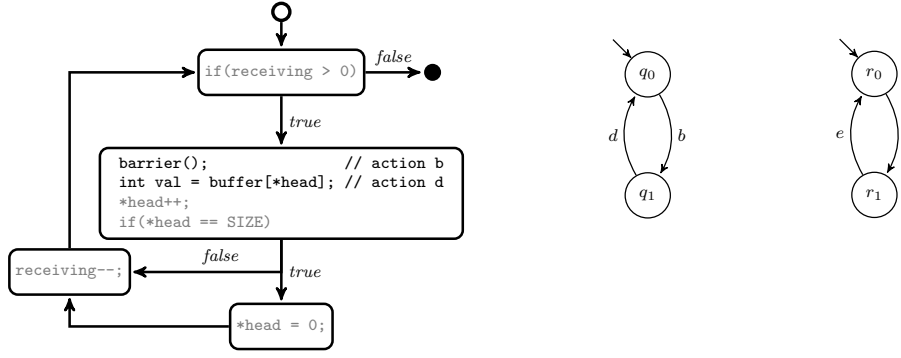 if(receiving > 0)
false
true
barrier(); // action b
int val = buffer[*head]; // action d
*head++;
if(*head == SIZE)
false
true
receiving--;
*head = 0;
q0
d
b
q1
r0
e
r1